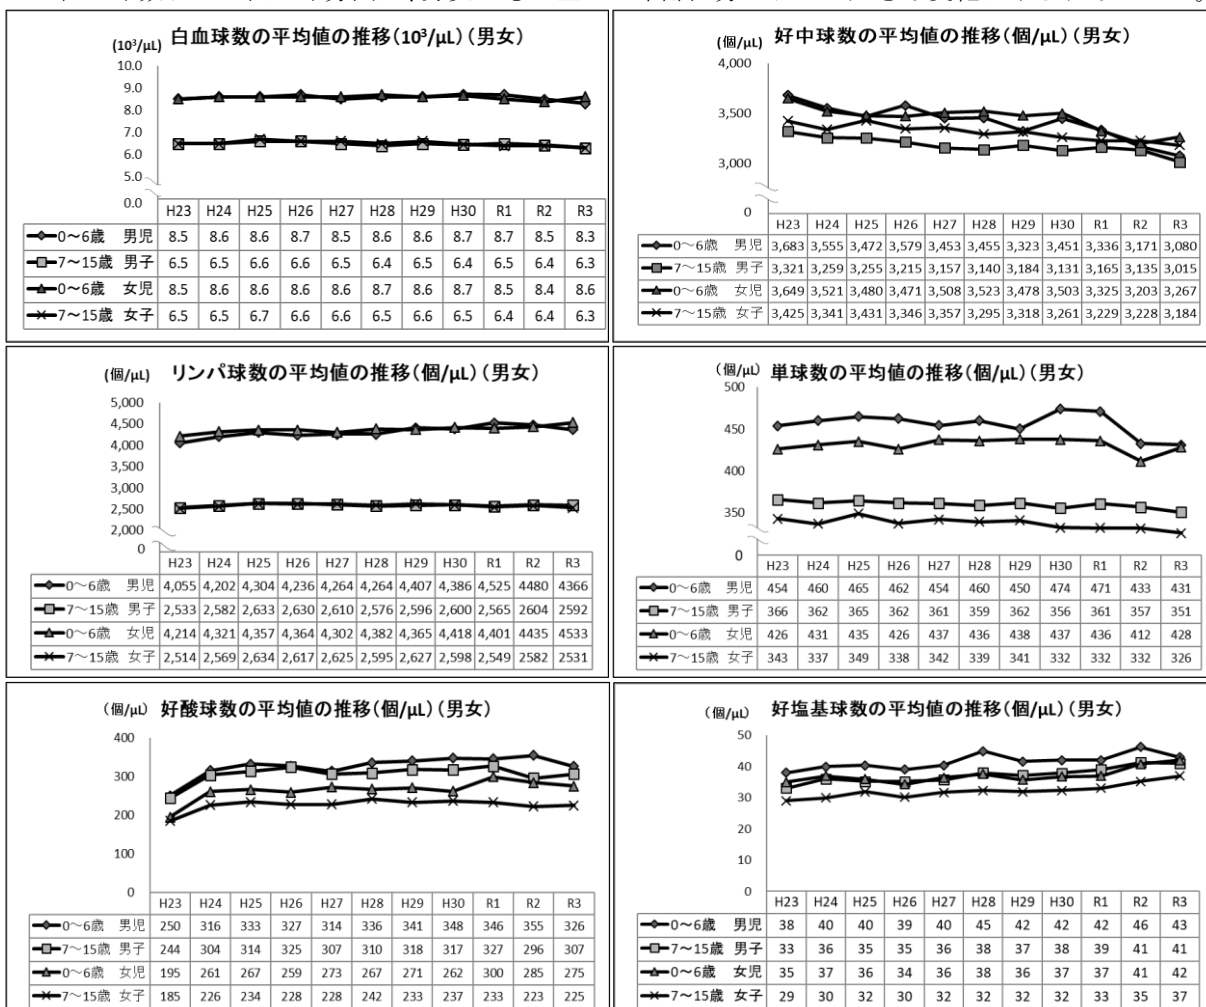 白血球数の平均値の推移(10³/μL)(男女)
(10³/μL)
10.0
9.0
8.0
7.0
6.0
5.0
0.0
H23 H24 H25 H26 H27 H28 H29 H30 R1 R2 R3
0～6歳 男児 8.5 8.6 8.6 8.7 8.5 8.6 8.6 8.7 8.7 8.5 8.3
7～15歳 男子 6.5 6.5 6.6 6.6 6.5 6.4 6.5 6.4 6.5 6.4 6.3
0～6歳 女児 8.5 8.6 8.6 8.6 8.6 8.7 8.6 8.7 8.5 8.4 8.6
7～15歳 女子 6.5 6.5 6.7 6.6 6.6 6.5 6.6 6.5 6.4 6.4 6.3
好中球数の平均値の推移(個/μL)(男女)
(個/μL)
4,000
3,500
3,000
0
H23 H24 H25 H26 H27 H28 H29 H30 R1 R2 R3
0～6歳 男児 3,683 3,555 3,472 3,579 3,453 3,455 3,323 3,451 3,336 3,171 3,080
7～15歳 男子 3,321 3,259 3,255 3,215 3,157 3,140 3,184 3,131 3,165 3,135 3,015
0～6歳 女児 3,649 3,521 3,480 3,471 3,508 3,523 3,478 3,503 3,325 3,203 3,267
7～15歳 女子 3,425 3,341 3,431 3,346 3,357 3,295 3,318 3,261 3,229 3,228 3,184
リンパ球数の平均値の推移(個/μL)(男女)
(個/μL)
5,000
4,500
4,000
3,500
3,000
2,500
2,000
0
H23 H24 H25 H26 H27 H28 H29 H30 R1 R2 R3
0～6歳 男児 4,055 4,202 4,304 4,236 4,264 4,264 4,407 4,386 4,525 4480 4366
7～15歳 男子 2,533 2,582 2,633 2,630 2,610 2,576 2,596 2,600 2,565 2604 2592
0～6歳 女児 4,214 4,321 4,357 4,364 4,302 4,382 4,365 4,418 4,401 4435 4533
7～15歳 女子 2,514 2,569 2,634 2,617 2,625 2,595 2,627 2,598 2,549 2582 2531
単球数の平均値の推移(個/μL)(男女)
(個/μL)
500
450
400
350
0
H23 H24 H25 H26 H27 H28 H29 H30 R1 R2 R3
0～6歳 男児 454 460 465 462 454 460 450 474 471 433 431
7～15歳 男子 366 362 365 362 361 359 362 356 361 357 351
0～6歳 女児 426 431 435 426 437 436 438 437 436 412 428
7～15歳 女子 343 337 349 338 342 339 341 332 332 332 326
好酸球数の平均値の推移(個/μL)(男女)
(個/μL)
400
300
200
100
0
H23 H24 H25 H26 H27 H28 H29 H30 R1 R2 R3
0～6歳 男児 250 316 333 327 314 336 341 348 346 355 326
7～15歳 男子 244 304 314 325 307 310 318 317 327 296 307
0～6歳 女児 195 261 267 259 273 267 271 262 300 285 275
7～15歳 女子 185 226 234 228 228 242 233 237 233 223 225
好塩基球数の平均値の推移(個/μL)(男女)
(個/μL)
50
40
30
20
10
0
H23 H24 H25 H26 H27 H28 H29 H30 R1 R2 R3
0～6歳 男児 38 40 40 39 40 45 42 42 42 46 43
7～15歳 男子 33 36 35 35 36 38 37 38 39 41 41
0～6歳 女児 35 37 36 34 36 38 36 37 37 41 42
7～15歳 女子 29 30 32 30 32 32 32 32 33 35 37